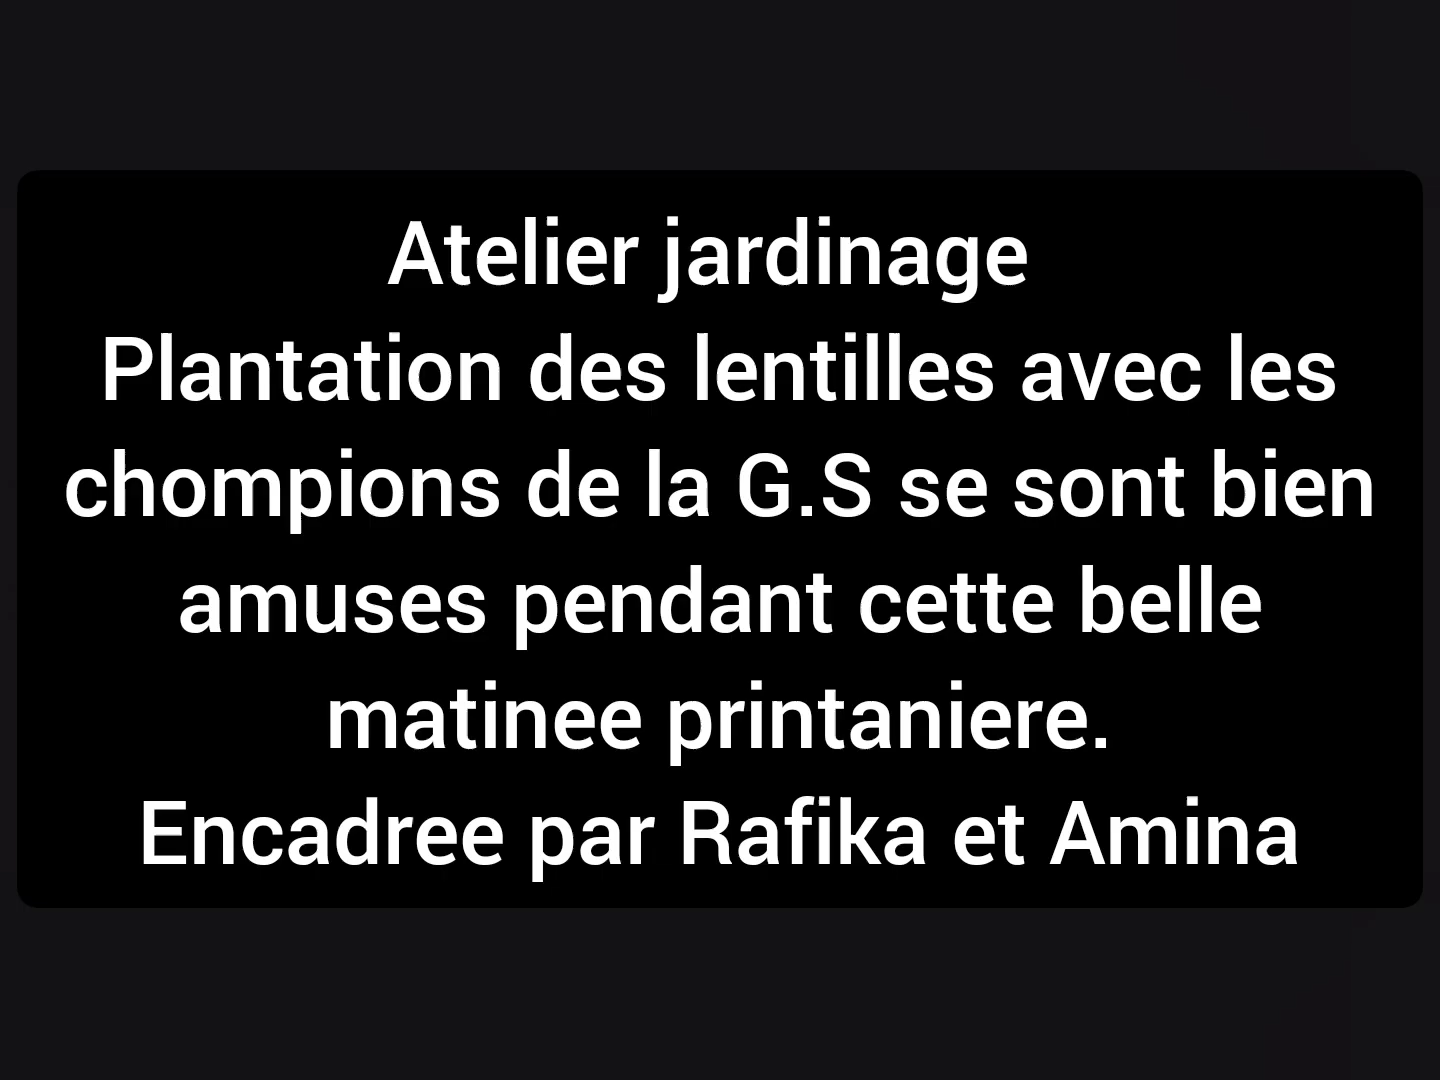 Atelier jardinage
Plantation des lentilles avec les
chompions de la G.S se sont bien
amuses pendant cette belle
matinee printaniere.
Encadree par Rafika et Amina